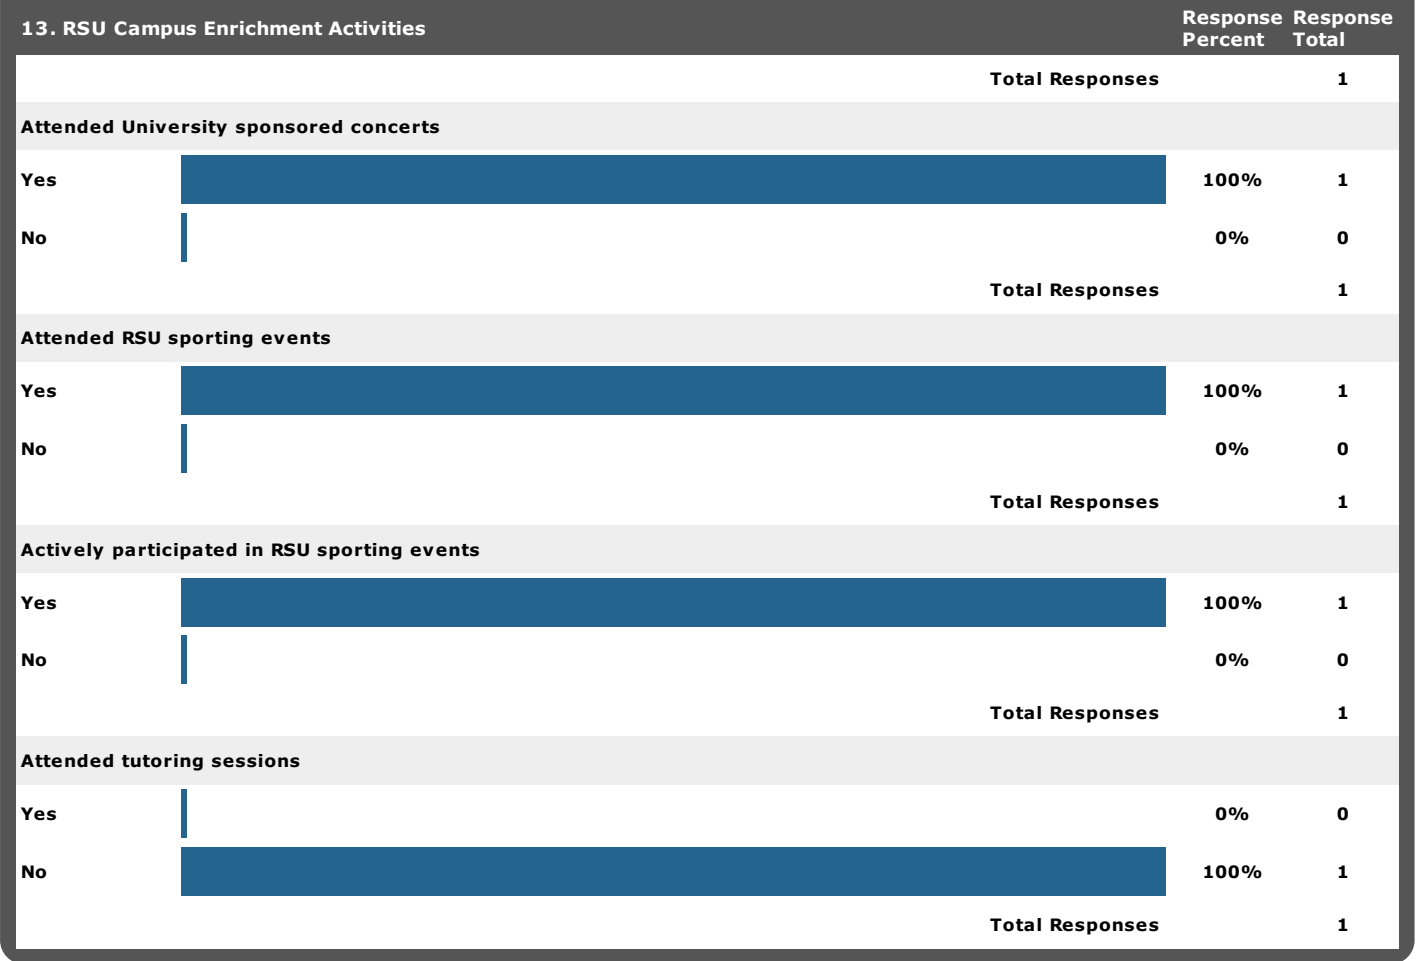 13. RSU Campus Enrichment Activities
Response Percent
Response Total
Total Responses 1
Attended University sponsored concerts
Yes 100% 1
No 0% 0
Total Responses 1
Attended RSU sporting events
Yes 100% 1
No 0% 0
Total Responses 1
Actively participated in RSU sporting events
Yes 100% 1
No 0% 0
Total Responses 1
Attended tutoring sessions
Yes 0% 0
No 100% 1
Total Responses 1